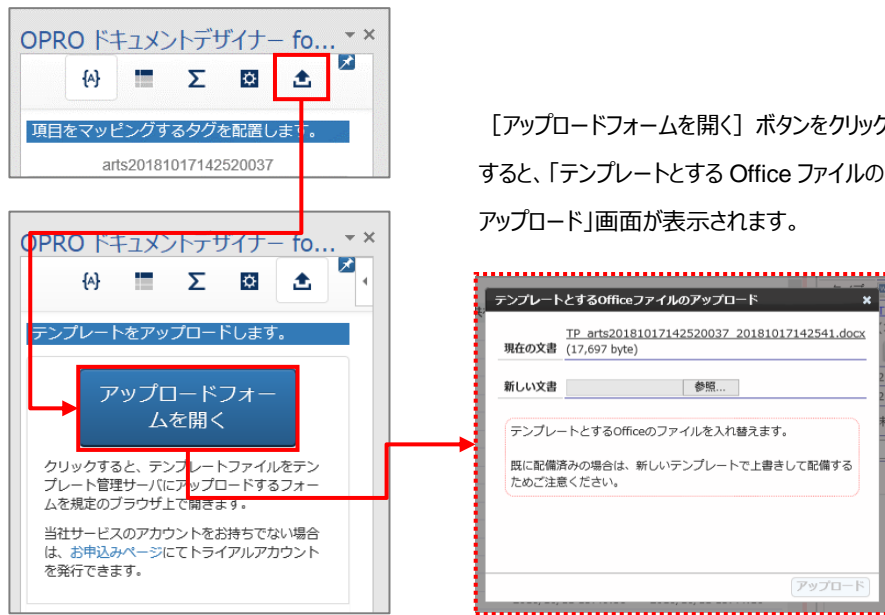 OPRO ドキュメントデザイナー fo...
{A}
Σ
項目をマッピングするタグを配置します。
arts20181017142520037
OPRO ドキュメントデザイナー fo...
{A}
Σ
テンプレートをアップロードします。
アップロードフォー
ムを開く
クリックすると、テンプレートファイルをテン
プレート管理サーバにアップロードするフォー
ムを規定のブラウザ上で開きます。
当社サービスのアカウントをお持ちでない場合
は、お申込みページにてトライアルアカウント
を発行できます。
［アップロードフォームを開く］ボタンをクリック
すると、「テンプレートとする Office ファイルの
アップロード」画面が表示されます。
テンプレートとするOfficeファイルのアップロード
現在の文書 TP_arts20181017142520037_20181017142541.docx
(17,697 byte)
新しい文書 参照...
テンプレートとするOfficeのファイルを入れ替えます。
既に配備済みの場合は、新しいテンプレートで上書きして配備する
ためご注意ください。
アップロード